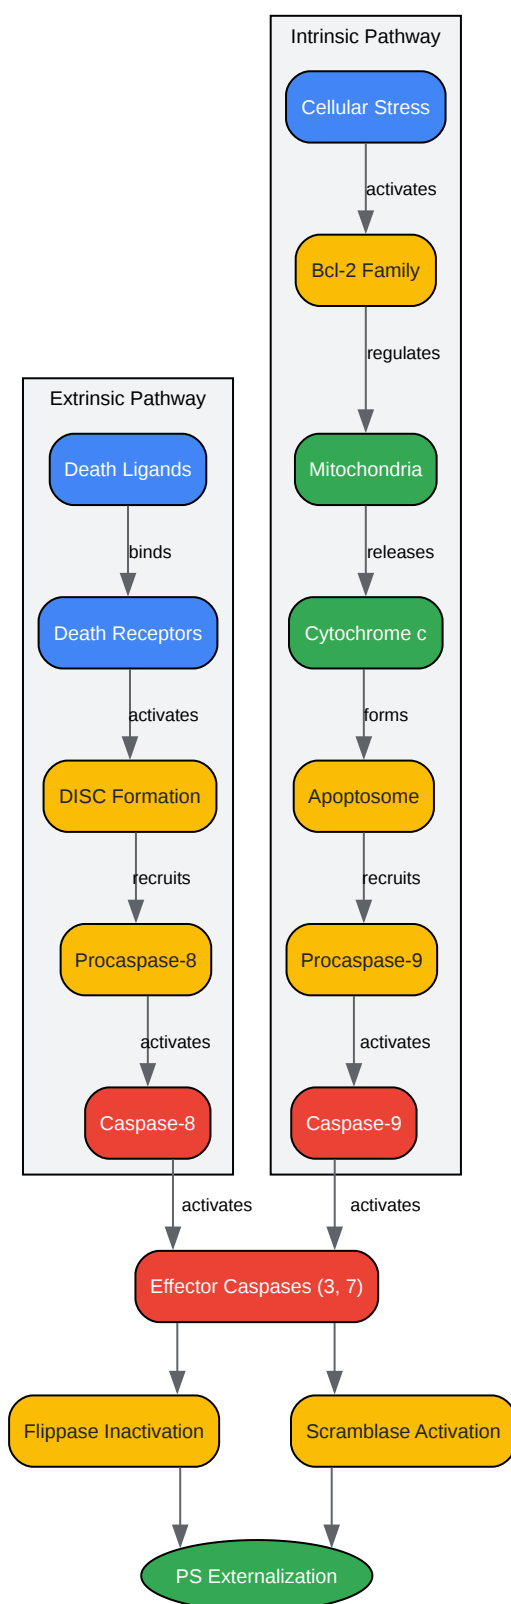 Intrinsic Pathway
Cellular Stress
activates
Bcl-2 Family
regulates
Mitochondria
releases
Cytochrome c
forms
Apoptosome
recruits
Procaspase-9
activates
Caspase-9
activates
Extrinsic Pathway
Death Ligands
binds
Death Receptors
activates
DISC Formation
recruits
Procaspase-8
activates
Caspase-8
activates
Effector Caspases (3, 7)
Flippase Inactivation
Scramblase Activation
PS Externalization